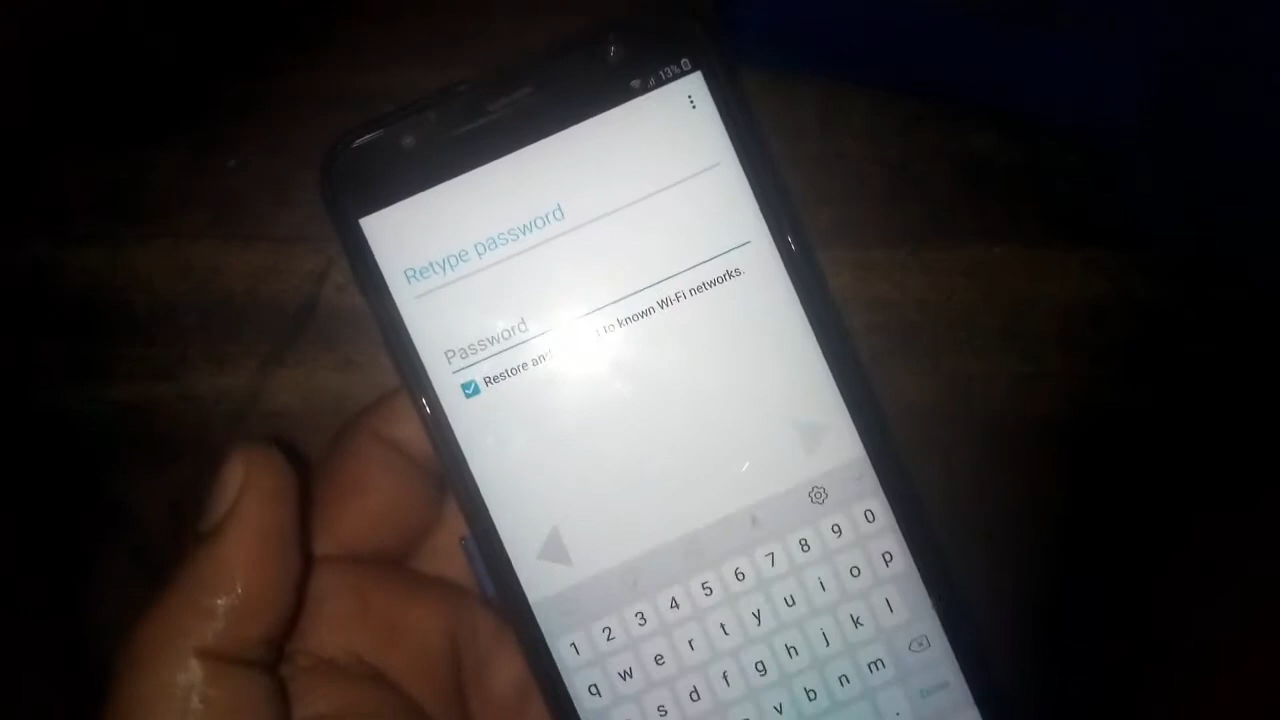 13%
Retype password
Password
Restore and to known Wi-Fi networks.
1 2 3 4 5 6 7 8 9 0
q w e r t y u i o p
s d f g h j k l
v b n m
.